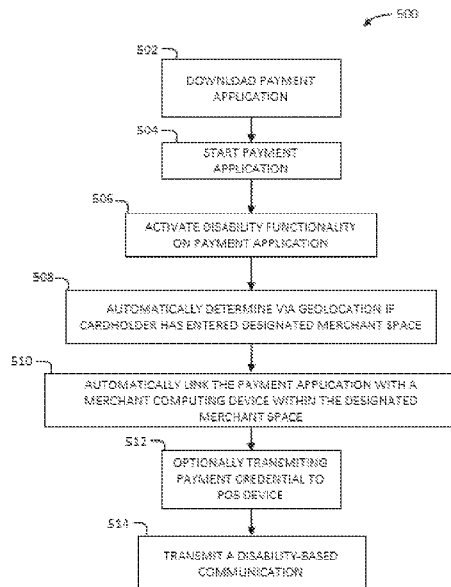 500
502
DOWNLOAD PAYMENT
APPLICATION
504
START PAYMENT
APPLICATION
506
ACTIVATE DISABILITY FUNCTIONALITY
ON PAYMENT APPLICATION
508
AUTOMATICALLY DETERMINE VIA GEOLOCATION IF
CARDHOLDER HAS ENTERED DESIGNATED MERCHANT SPACE
510
AUTOMATICALLY LINK THE PAYMENT APPLICATION WITH A
MERCHANT COMPUTING DEVICE WITHIN THE DESIGNATED
MERCHANT SPACE
512
OPTIONALLY TRANSMITING
PAYMENT CREDENTIAL TO
POS DEVICE
514
TRANSMIT A DISABILITY-BASED
COMMUNICATION